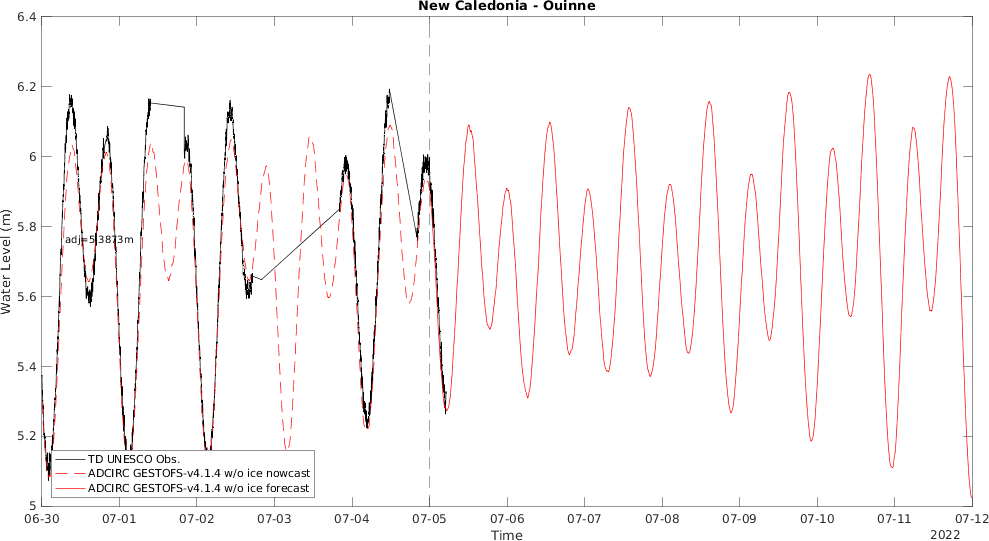 New Caledonia - Ouinne
6.4
6.2
6
5.8
5.6
5.4
5.2
5
Water Level (m)
adj=5.3873m
TD UNESCO Obs.
ADCIRC GESTOFS-v4.1.4 w/o ice nowcast
ADCIRC GESTOFS-v4.1.4 w/o ice forecast
06-30 07-01 07-02 07-03 07-04 07-05 07-06 07-07 07-08 07-09 07-10 07-11 07-12
Time
2022